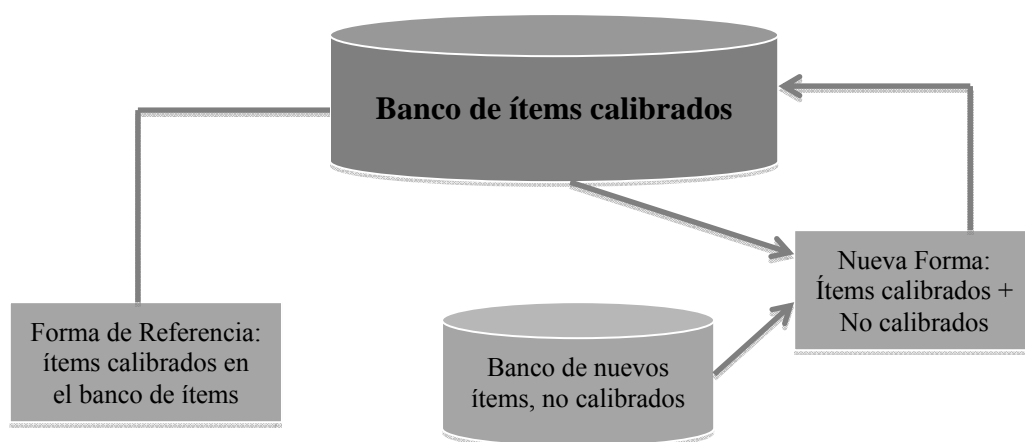 Banco de ítems calibrados
Nueva Forma:
Ítems calibrados +
No calibrados
Forma de Referencia:
ítems calibrados en
el banco de ítems
Banco de nuevos
ítems, no calibrados